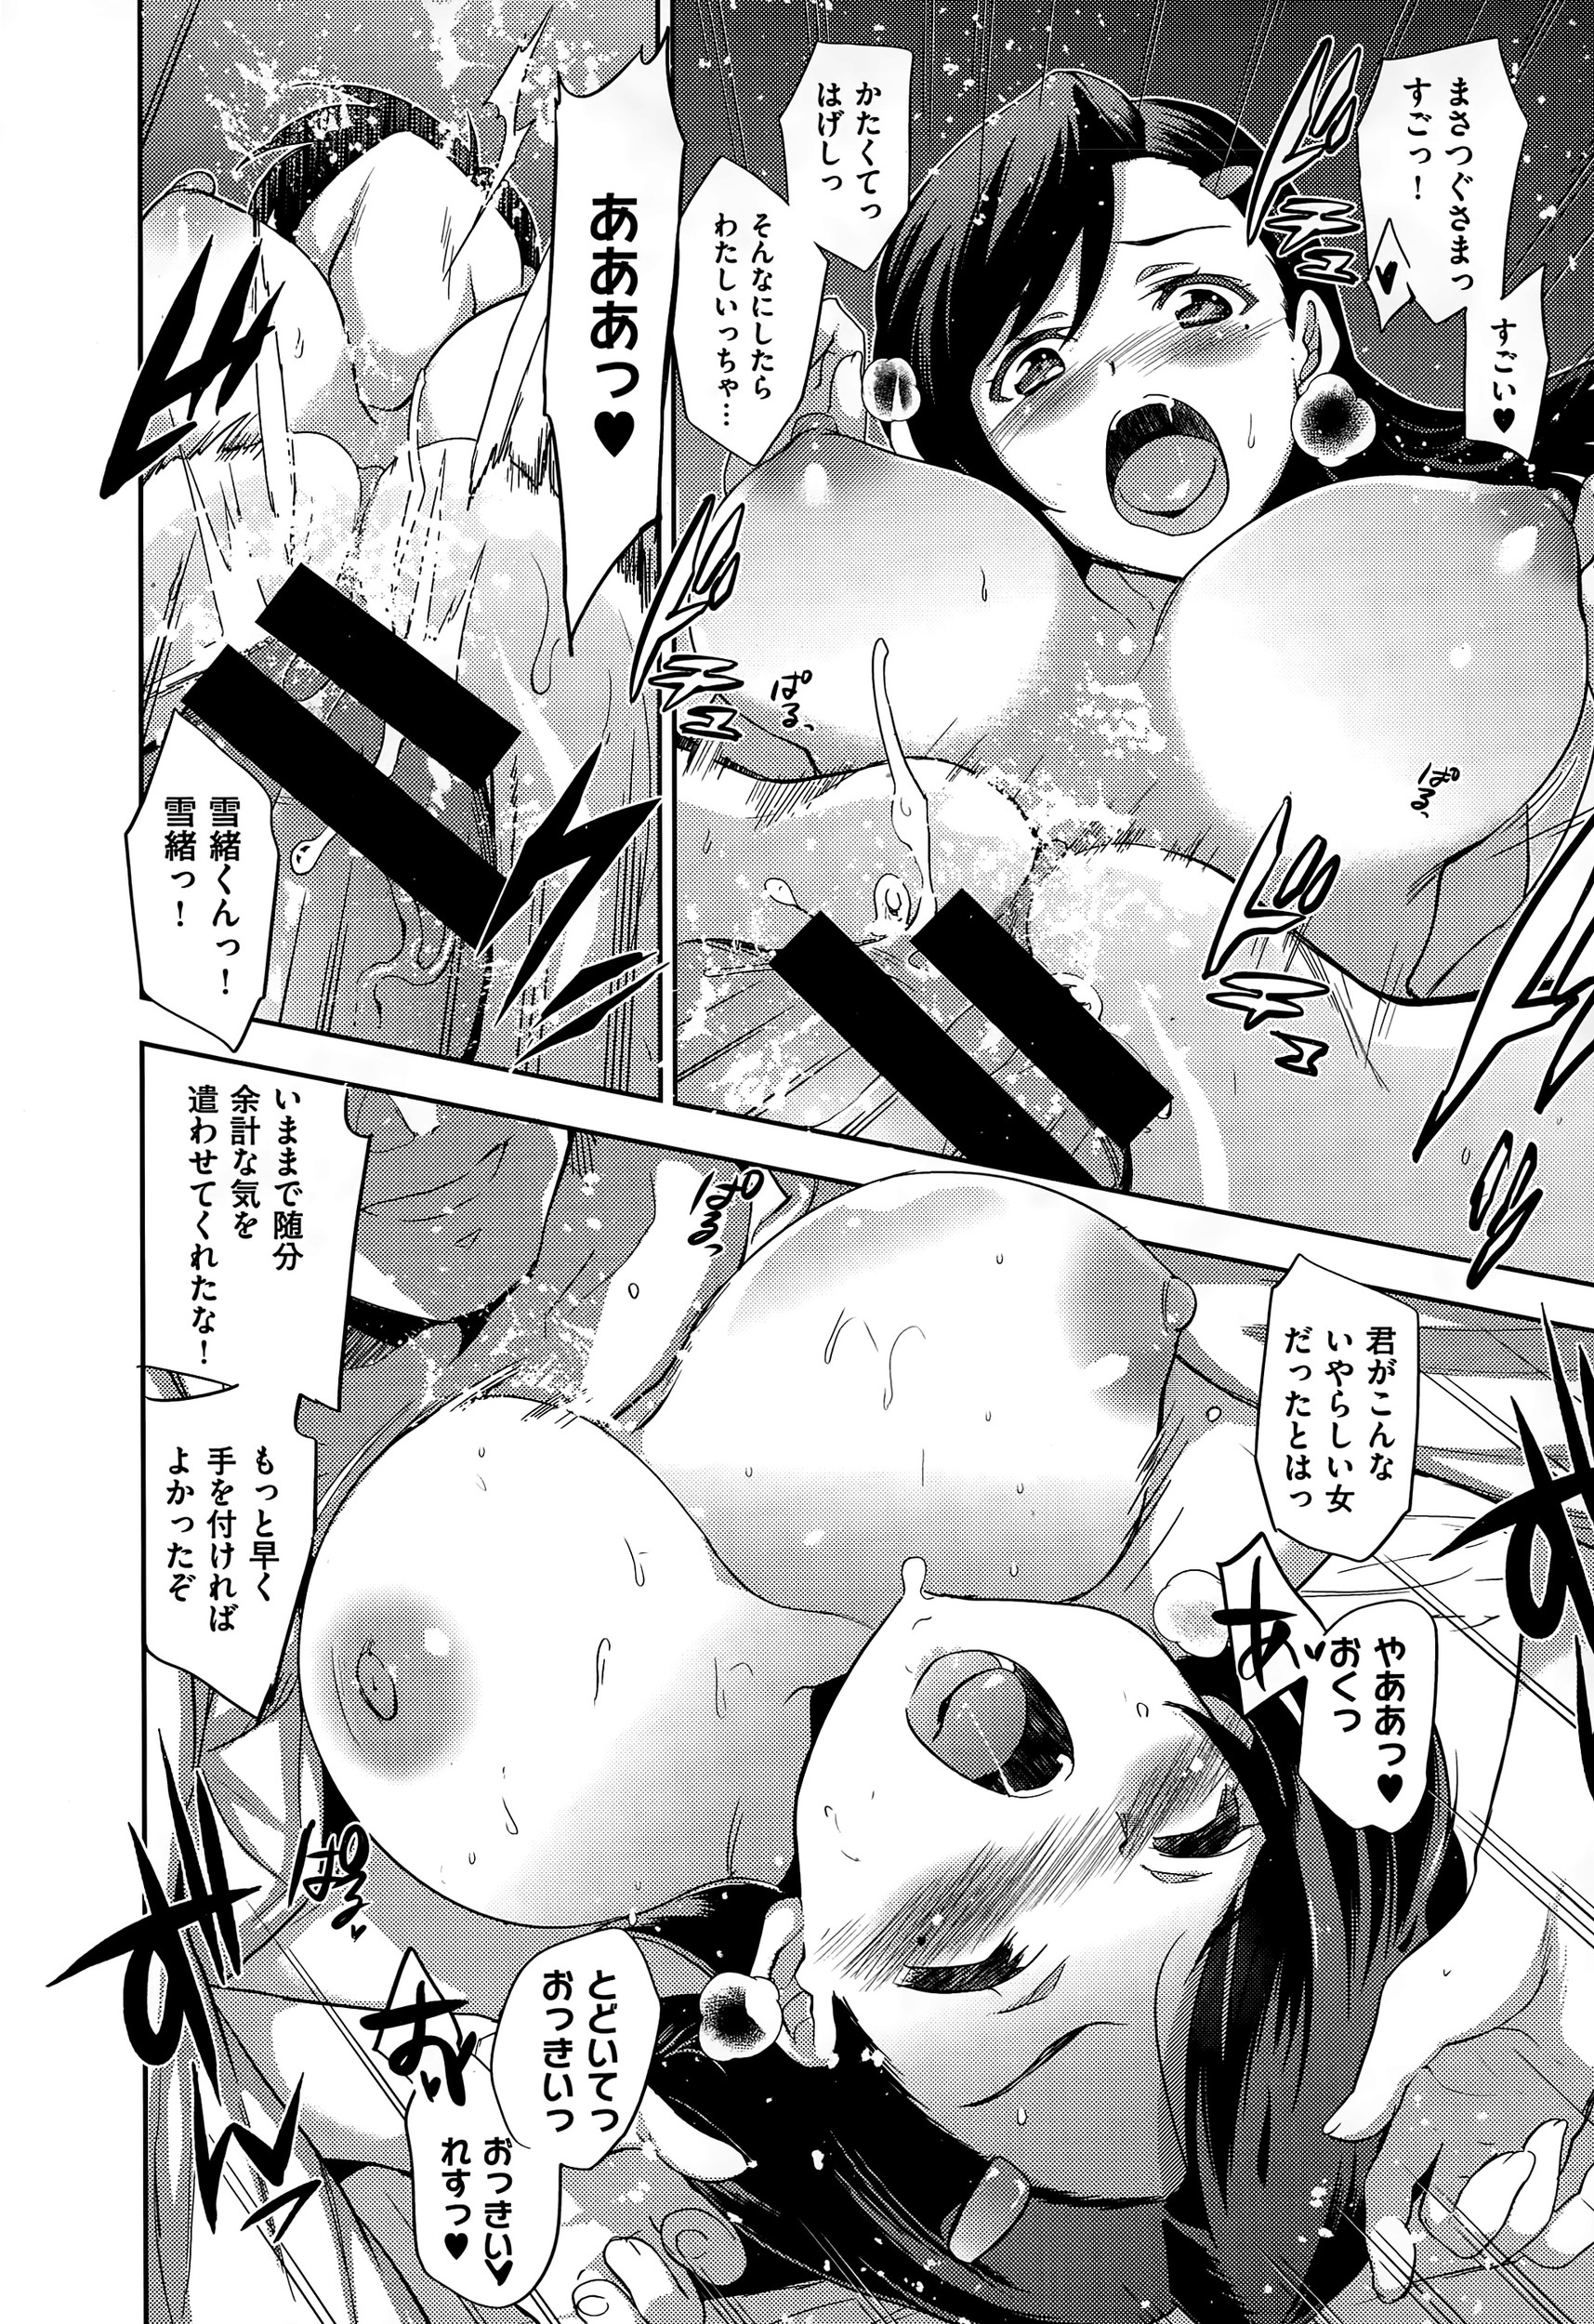 まさつぐさまっ
すごっ！
すごい♥
かたくてっ
はげしっ
そんなにしたら
わたしいっちゃ…
ぱる、
ぱる、
あああっ♥
雪緒くんっ！
雪緒っ！
君がこんな
いやらしい女
だったとはっ
やああっ♥
おくっ
ぱるっ
いままで随分
余計な気を
遣わせてくれたな！
もっと早く
手を付ければ
よかったぞ
ぱる♥
とどいてっ
おっきいっ
おっきい♥
れすっ♥